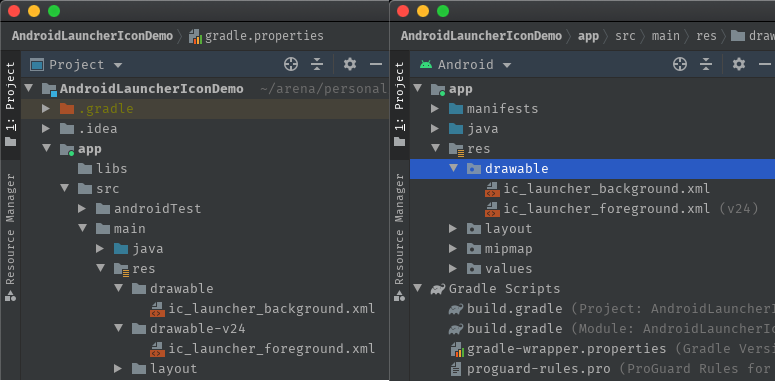 AndroidLauncherIconDemo
gradle.properties
1: Project
Resource Manager
Project
AndroidLauncherIconDemo ~/arena/personal
.gradle
.idea
app
libs
src
androidTest
main
java
res
drawable
ic_launcher_background.xml
drawable-v24
ic_launcher_foreground.xml
layout
AndroidLauncherIconDemo
app
src
main
res
draw
1: Project
Resource Manager
Android
app
manifests
java
res
drawable
ic_launcher_background.xml
ic_launcher_foreground.xml (v24)
layout
mipmap
values
Gradle Scripts
build.gradle (Project: AndroidLauncherI
build.gradle (Module: AndroidLauncherIc
gradle-wrapper.properties (Gradle Versi
proguard-rules.pro (ProGuard Rules for